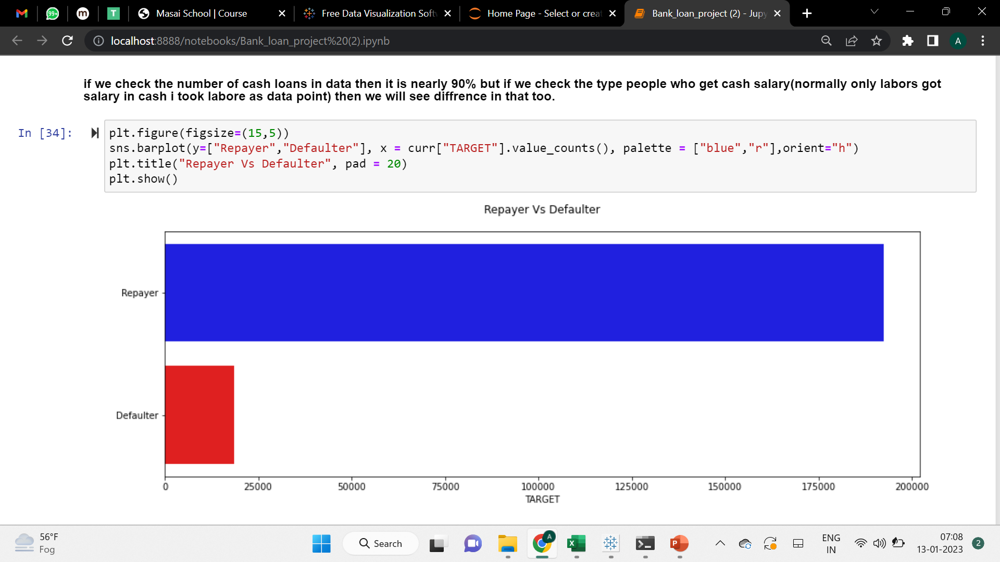 99+
m
T
Masai School | Course
Free Data Visualization Soft
Home Page - Select or creat
Bank_loan_project (2) - Jupy
localhost:8888/notebooks/Bank_loan_project%20(2).ipynb
A
if we check the number of cash loans in data then it is nearly 90% but if we check the type people who get cash salary(normally only labors got
salary in cash i took labore as data point) then we will see diffrence in that too.
In [34]:
plt.figure(figsize=(15,5))
sns.barplot(y=["Repayer","Defaulter"], x = curr["TARGET"].value_counts(), palette = ["blue","r"],orient="h")
plt.title("Repayer Vs Defaulter", pad = 20)
plt.show()
Repayer Vs Defaulter
Repayer
Defaulter
0 25000 50000 75000 100000 125000 150000 175000 200000
TARGET
56°F
Fog
Search
A
X
P
ENG
IN
07:08
13-01-2023
2